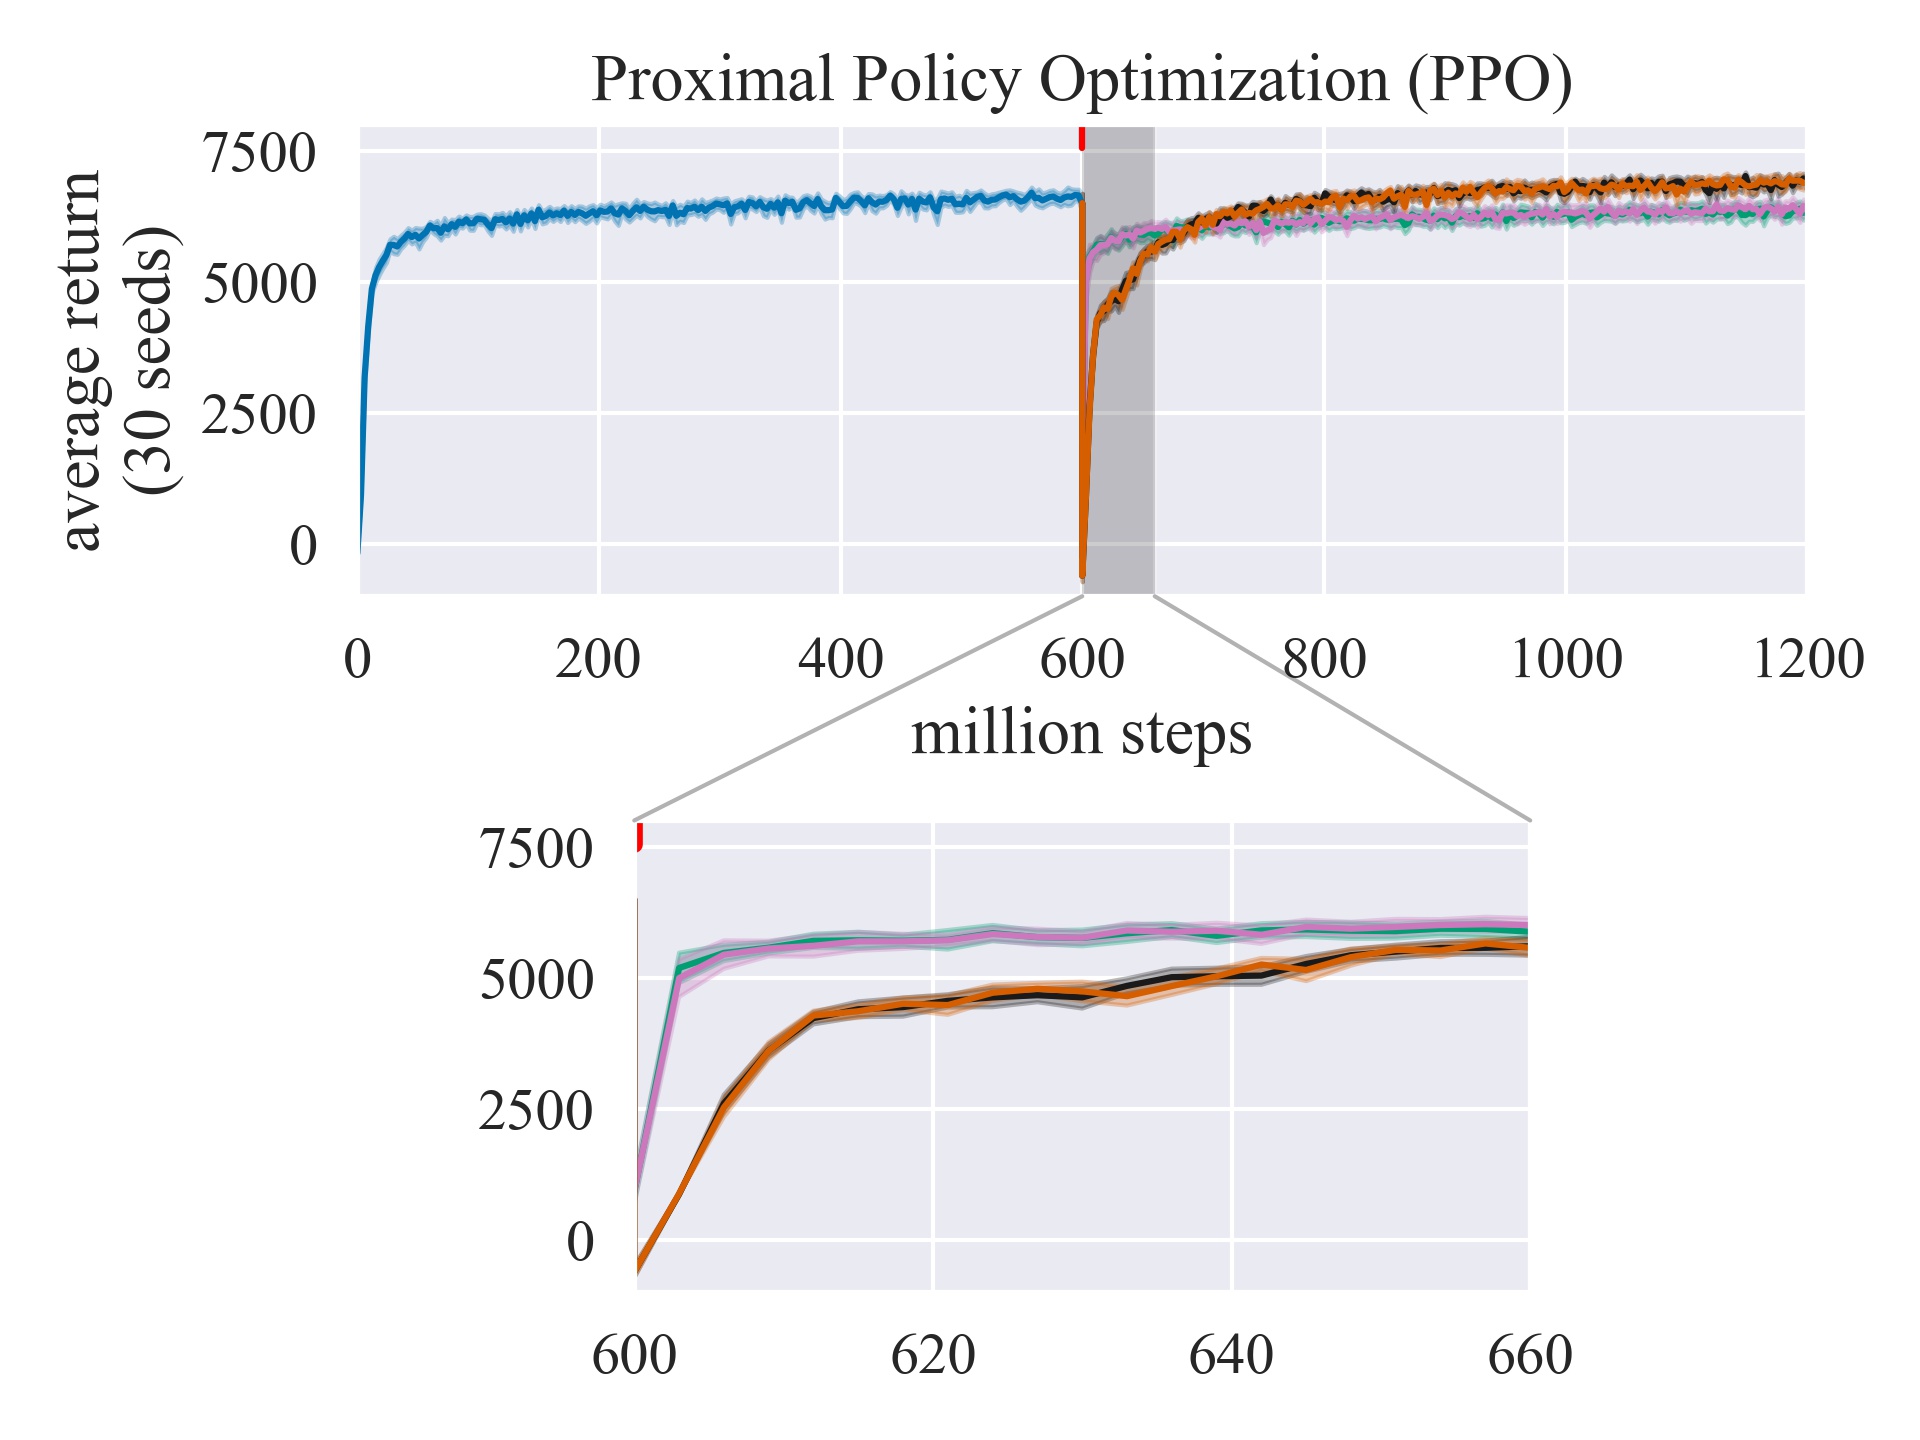 Proximal Policy Optimization (PPO)
average return
(30 seeds)
7500
5000
2500
0
0 200 400 600 800 1000 1200
million steps
7500
5000
2500
0
600 620 640 660